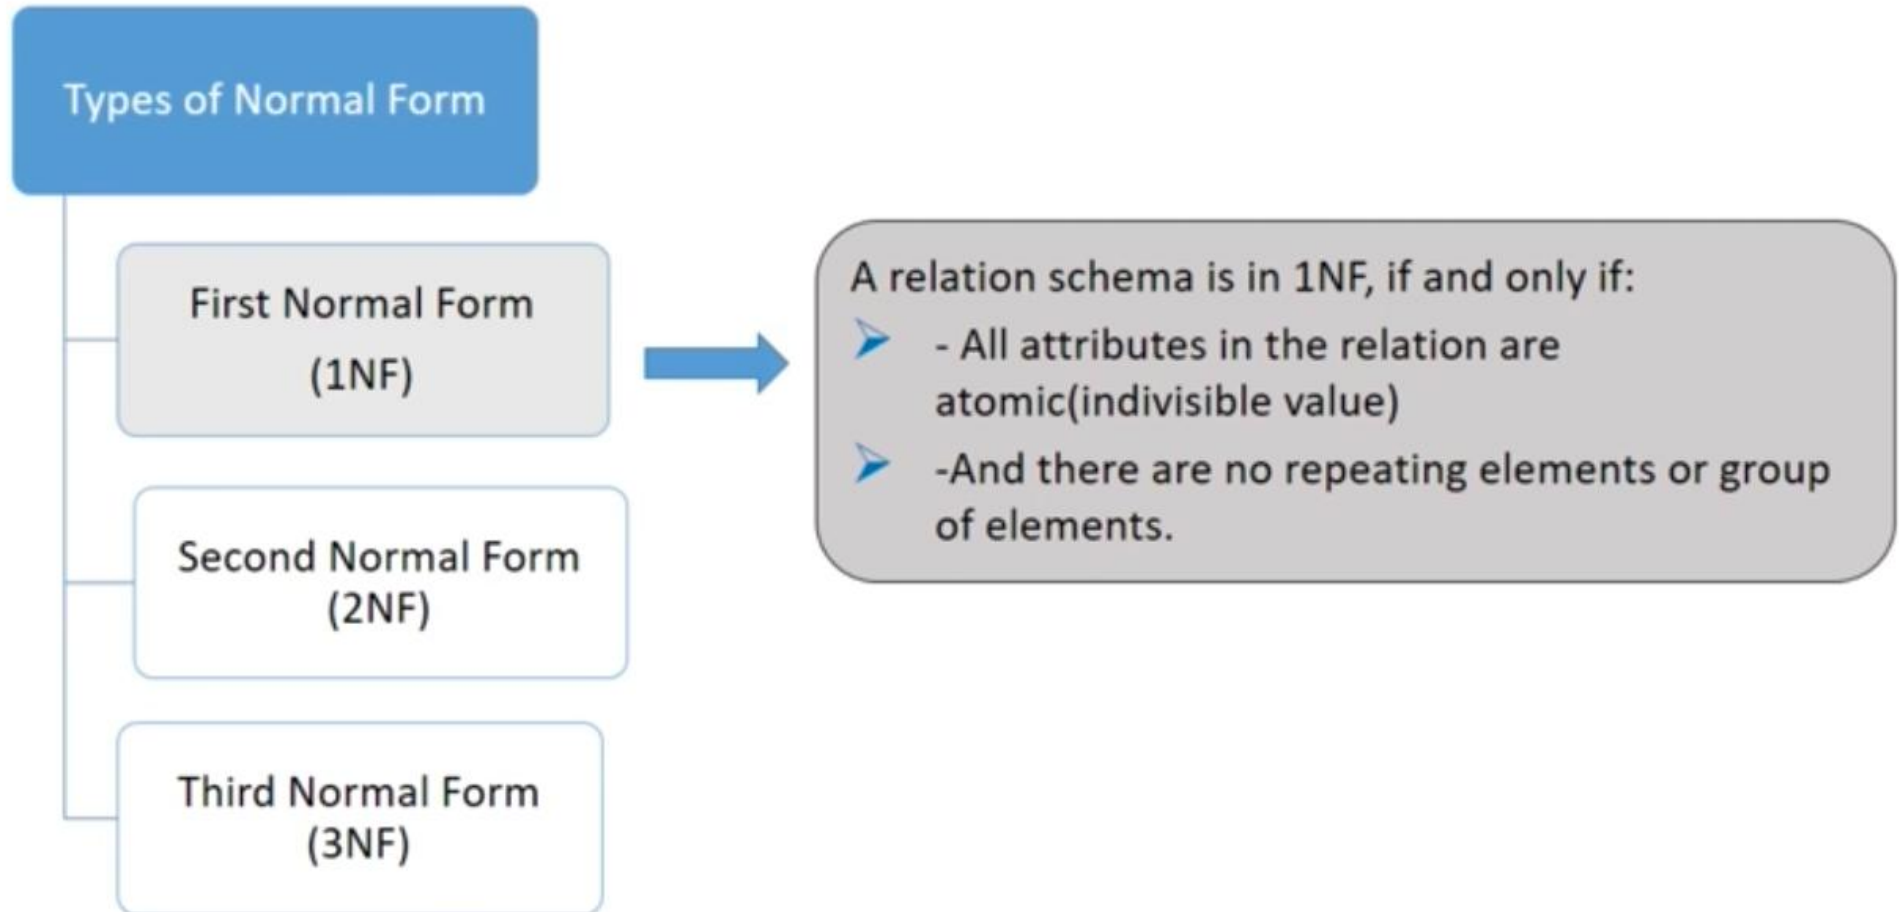 Types of Normal Form
First Normal Form
(1NF)
A relation schema is in 1NF, if and only if:
- All attributes in the relation are
atomic(indivisible value)
-And there are no repeating elements or group
of elements.
Second Normal Form
(2NF)
Third Normal Form
(3NF)